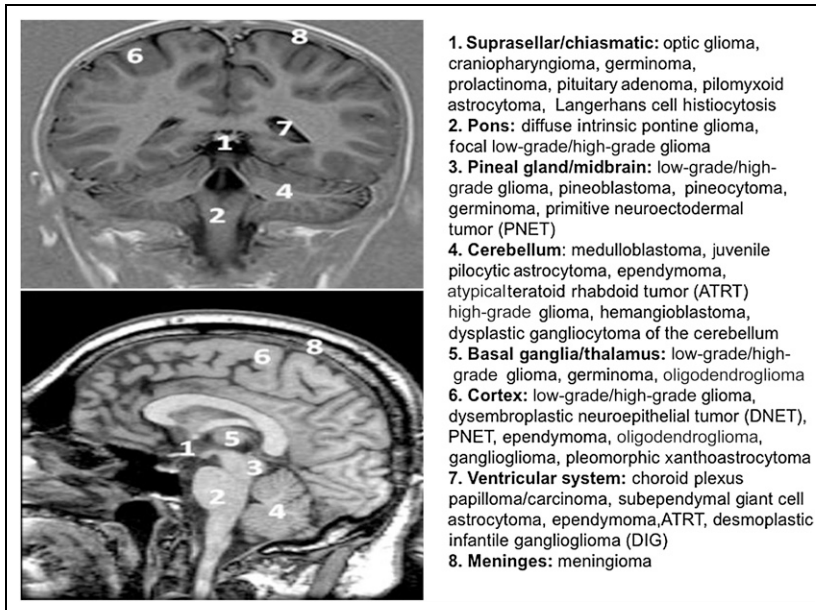 6
8
7
1
4
2
6
8
5
1
3
2
4
1. Suprasellar/chiasmatic: optic glioma,
craniopharyngioma, germinoma,
prolactinoma, pituitary adenoma, pilomyxoid
astrocytoma, Langerhans cell histiocytosis
2. Pons: diffuse intrinsic pontine glioma,
focal low-grade/high-grade glioma
3. Pineal gland/midbrain: low-grade/high-
grade glioma, pineoblastoma, pineocytoma,
germinoma, primitive neuroectodermal
tumor (PNET)
4. Cerebellum: medulloblastoma, juvenile
pilocytic astrocytoma, ependymoma,
atypicalteratoid rhabdoid tumor (ATRT)
high-grade glioma, hemangioblastoma,
dysplastic gangliocytoma of the cerebellum
5. Basal ganglia/thalamus: low-grade/high-
grade glioma, germinoma, oligodendroglioma
6. Cortex: low-grade/high-grade glioma,
dysembroplastic neuroepithelial tumor (DNET),
PNET, ependymoma, oligodendroglioma,
ganglioglioma, pleomorphic xanthoastrocytoma
7. Ventricular system: choroid plexus
papilloma/carcinoma, subependymal giant cell
astrocytoma, ependymoma,ATRT, desmoplastic
infantile ganglioglioma (DIG)
8. Meninges: meningioma